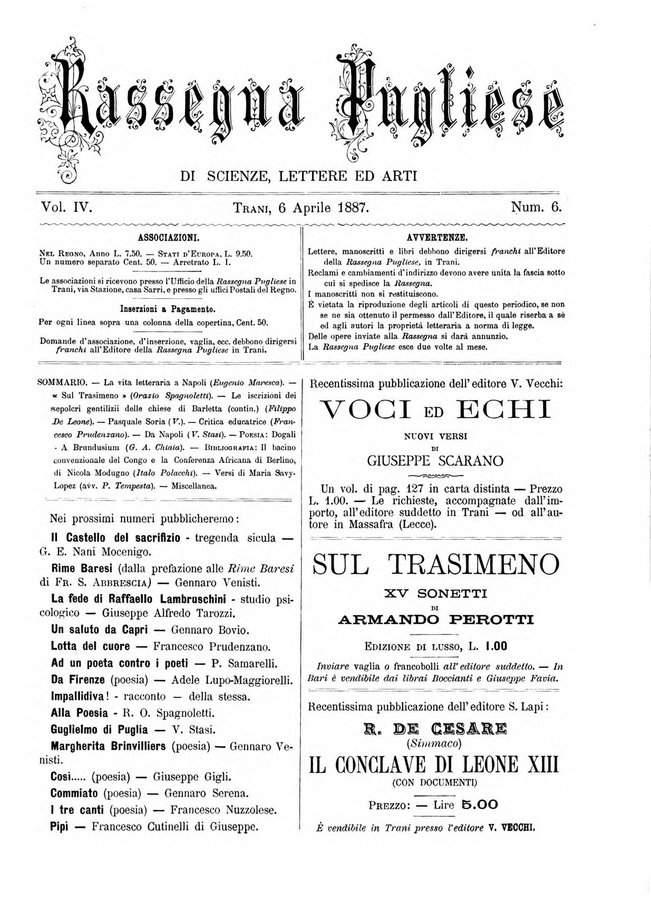 Rassegna Pugliese
DI SCIENZE, LETTERE ED ARTI
Vol. IV. TRANI, 6 Aprile 1887. Num. 6.
ASSOCIAZIONI.
NEL REGNO, Anno L. 7,50. — STATI D'EUROPA, L. 9.50.
Un numero separato Cent. 50. — Arretrato L. 1.
Le associazioni si ricevono presso l'Ufficio della Rassegna Pugliese in
Trani, via Stazione, casa Sarri, e presso gli uffici Postali del Regno.
Inserzioni a Pagamento.
Per ogni linea sopra una colonna della copertina, Cent. 50.
Domande d'associazione, d'inserzione, vaglia, ecc. debbono dirigersi
franchi all'Editore della Rassegna Pugliese in Trani.
AVVERTENZE.
Lettere, manoscritti e libri debbono dirigersi franchi all'Editore
della Rassegna Pugliese, in Trani.
Reclami e cambiamenti d'indirizzo devono avere unita la fascia sotto
cui si spedisce la Rassegna.
I manoscritti non si restituiscono.
È vietata la riproduzione degli articoli di questo periodico, se non
se ne sia ottenuto il permesso dall'Editore, il quale riserba a sè
ed agli autori la proprietà letteraria a norma di legge.
Delle opere inviate alla Rassegna si darà annunzio.
La Rassegna Pugliese esce due volte al mese.
SOMMARIO. — La vita letteraria a Napoli (Eugenio Maresca). —
« Sul Trasimeno » (Orazio Spagnoletti). — Le iscrizioni dei
sepolcri gentilizii delle chiese di Barletta (contin.) (Filippo
De Leone). — Pasquale Soria (V.). — Critica educatrice (Fran-
cesco Prudenzano). — Da Napoli (V. Stasi). — POESIA: Dogali
- A Brundusium (G. A. Chiaia). — BIBLIOGRAFIA: Il bacino
convenzionale del Congo e la Conferenza Africana di Berlino,
di Nicola Modugno (Italo Polacchi). — Versi di Maria Savy-
Lopez (avv. P. Tempesta). — Miscellanea.
Nei prossimi numeri pubblicheremo:
Il Castello del sacrifizio - tregenda sicula —
G. E. Nani Mocenigo.
Rime Baresi (dalla prefazione alle Rime Baresi
di FR. S. ABBRESCIA) — Gennaro Venisti.
La fede di Raffaello Lambruschini - studio psi-
cologico — Giuseppe Alfredo Tarozzi.
Un saluto da Capri — Gennaro Bovio.
Lotta del cuore — Francesco Prudenzano.
Ad un poeta contro i poeti — P. Samarelli.
Da Firenze (poesia) — Adele Lupo-Maggiorelli.
Impallidiva! - racconto — della stessa.
Alla Poesia - R. O. Spagnoletti.
Guglielmo di Puglia — V. Stasi.
Margherita Brinvilliers (poesia) — Gennaro Ve-
nisti.
Così..... (poesia) — Giuseppe Gigli.
Commiato (poesia) — Gennaro Serena.
I tre canti (poesia) — Francesco Nuzzolese.
Pipì — Francesco Cutinelli di Giuseppe.
Recentissima pubblicazione dell'editore V. Vecchi:
VOCI ED ECHI
NUOVI VERSI
DI
GIUSEPPE SCARANO
Un vol. di pag. 127 in carta distinta — Prezzo
L. 1.00. — Le richieste, accompagnate dall'im-
porto, all'editore suddetto in Trani — od all'au-
tore in Massafra (Lecce).
SUL TRASIMENO
XV SONETTI
DI
ARMANDO PEROTTI
EDIZIONE DI LUSSO, L. 1.00
Inviare vaglia o francobolli all'editore suddetto. — In
Bari è vendibile dai librai Boccianti e Giuseppe Favia.
Recentissima pubblicazione dell'editore S. Lapi:
R. DE CESARE
(Simmaco)
IL CONCLAVE DI LEONE XIII
(CON DOCUMENTI)
PREZZO: — Lire 5.00
È vendibile in Trani presso l'editore V. VECCHI.